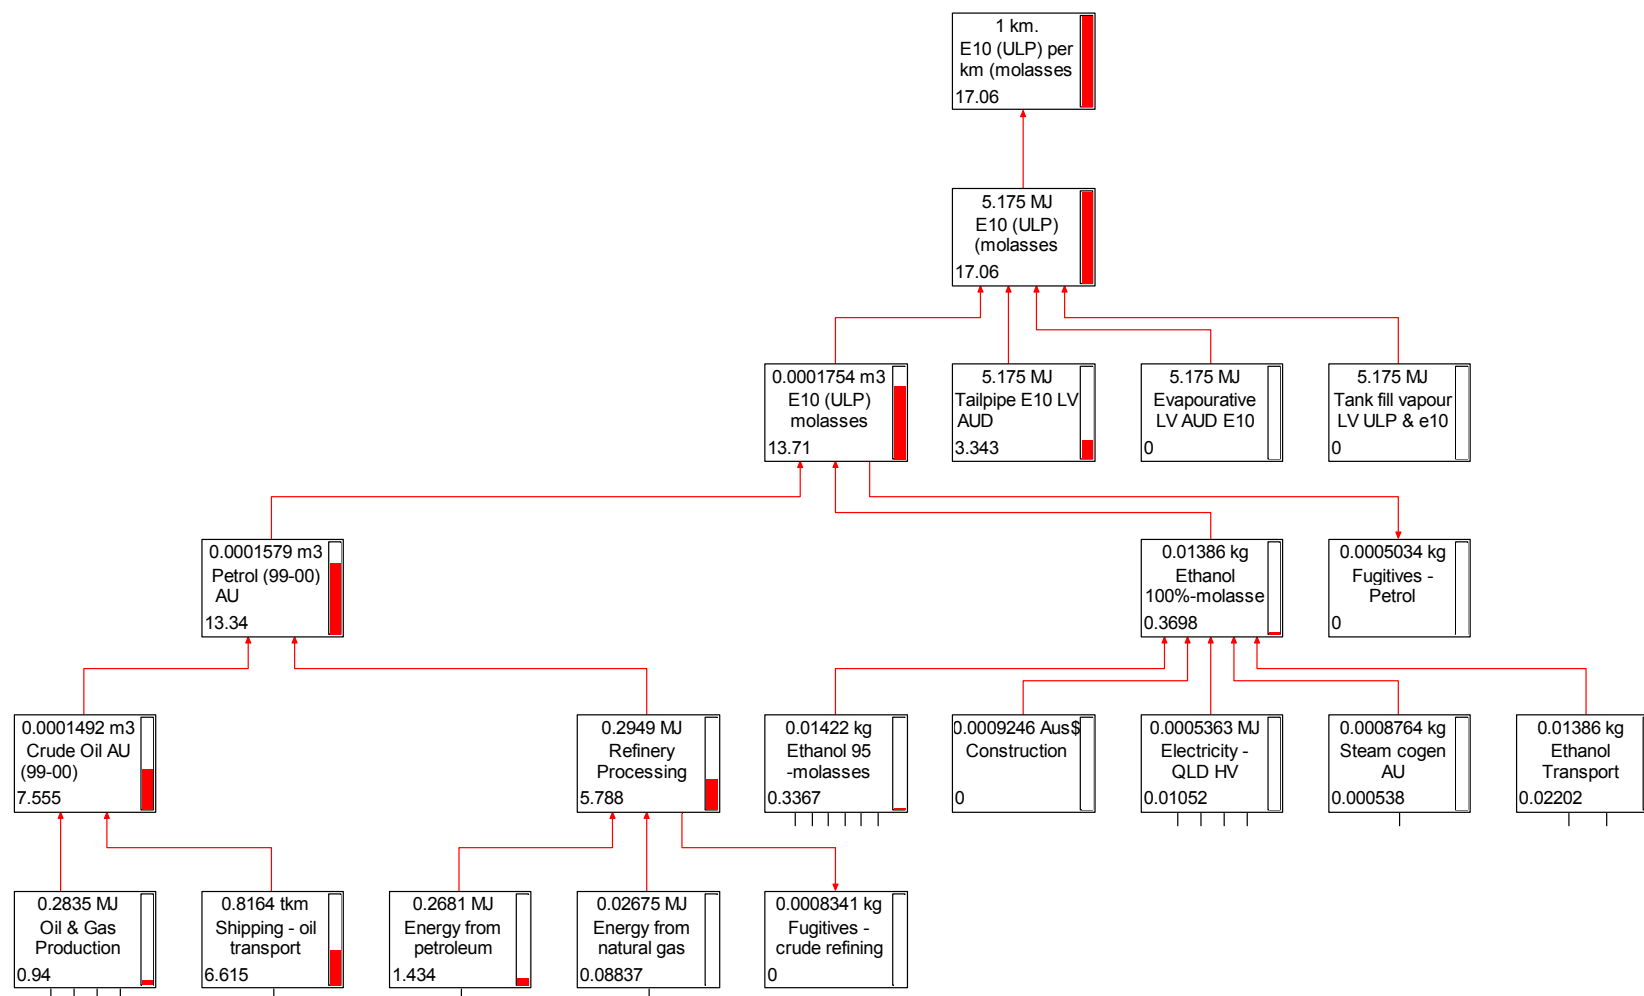 1 km.
E10 (ULP) per
km (molasses
17.06
5.175 MJ
E10 (ULP)
(molasses
17.06
0.0001754 m3
E10 (ULP)
molasses
13.71
5.175 MJ
Tailpipe E10 LV
AUD
3.343
5.175 MJ
Evapourative
LV AUD E10
0
5.175 MJ
Tank fill vapour
LV ULP & e10
0
0.0001579 m3
Petrol (99-00)
AU
13.34
0.01386 kg
Ethanol
100%-molasse
0.3698
0.0005034 kg
Fugitives -
Petrol
0
0.0001492 m3
Crude Oil AU
(99-00)
7.555
0.2949 MJ
Refinery
Processing
5.788
0.01422 kg
Ethanol 95
-molasses
0.3367
0.0009246 Aus$
Construction
0
0.0005363 MJ
Electricity -
QLD HV
0.01052
0.0008764 kg
Steam cogen
AU
0.000538
0.01386 kg
Ethanol
Transport
0.02202
0.2835 MJ
Oil & Gas
Production
0.94
0.8164 tkm
Shipping - oil
transport
6.615
0.2681 MJ
Energy from
petroleum
1.434
0.02675 MJ
Energy from
natural gas
0.08837
0.0008341 kg
Fugitives -
crude refining
0